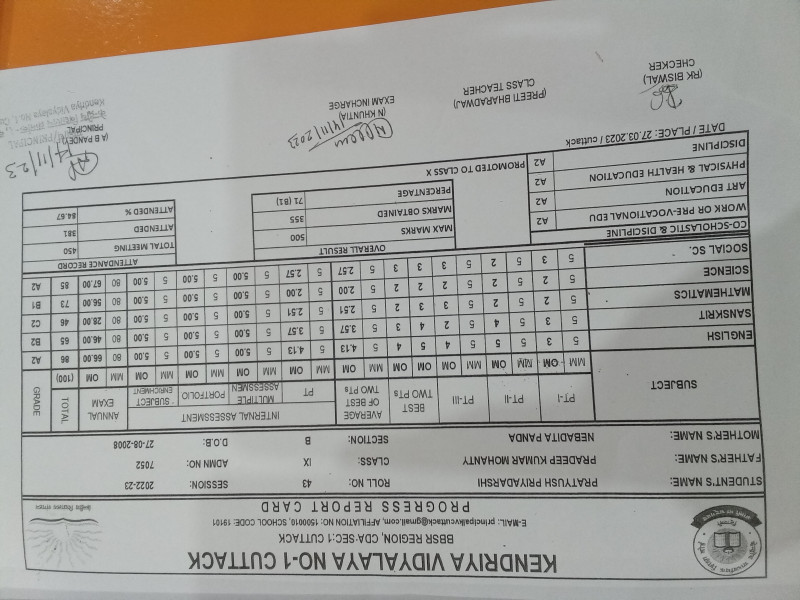 KENDRIYA VIDYALAYA NO-1 CUTTACK
BBSR REGION, CDA-SEC:1 CUTTACK
E-MAIL: principalkvcuttack@gmail.com, AFFILIATION NO: 1500010, SCHOOL CODE: 19101
PROGRESS REPORT CARD
STUDENT'S NAME: PRATYUSH PRIYADARSHI ROLL NO: 43 SESSION: 2022-23
FATHER'S NAME: PRADEEP KUMAR MOHANTY CLASS: IX ADMN NO: 7052
MOTHER'S NAME: NEBADITA PANDA SECTION: B D.O.B: 27-08-2008
SUBJECT PT-I PT-II PT-III BEST TWO PTs AVERAGE OF BEST TWO PTs INTERNAL ASSESSMENT ANNUAL EXAM TOTAL (100) GRADE
PT MULTIPLE ASSESSMEN PORTFOLIO SUBJECT ENRICHMENT
MM OM MM OM MM OM MM OM MM OM MM OM MM OM MM OM MM OM
ENGLISH 5 3 5 5 5 4 5 4 5 4.13 5 4.13 5 5.00 5 5.00 5 5.00 80 66.00 86 A2
SANSKRIT 5 3 5 4 5 2 4 3 5 3.57 5 3.57 5 5.00 5 5.00 5 5.00 80 46.00 65 B2
MATHEMATICS 5 2 5 2 5 3 3 2 5 2.51 5 2.51 5 5.00 5 5.00 5 5.00 80 28.00 46 C2
SCIENCE 5 2 5 2 5 2 2 2 5 2.00 5 2.00 5 5.00 5 5.00 5 5.00 80 56.00 73 B1
SOCIAL SC. 5 3 5 2 5 3 3 3 5 2.57 5 2.57 5 5.00 5 5.00 5 5.00 80 67.00 85 A2
CO-SCHOLASTIC & DISCIPLINE OVERALL RESULT ATTENDANCE RECORD
WORK OR PRE-VOCATIONAL EDU A2 MAX MARKS 500 TOTAL MEETING 450
ART EDUCATION A2 MARKS OBTAINED 355 ATTENDED 381
PHYSICAL & HEALTH EDUCATION A2 PERCENTAGE 71 (B1) ATTENDED % 84.67
DISCIPLINE A2 PROMOTED TO CLASS X
DATE / PLACE: 27.03.2023 / cuttack
14/11/2023 14/11/23
(RK BISWAL) (PREETI BHARADWAJ) (N KHUNTIA) (A B PANDEY)
CHECKER CLASS TEACHER EXAM INCHARGE PRINCIPAL